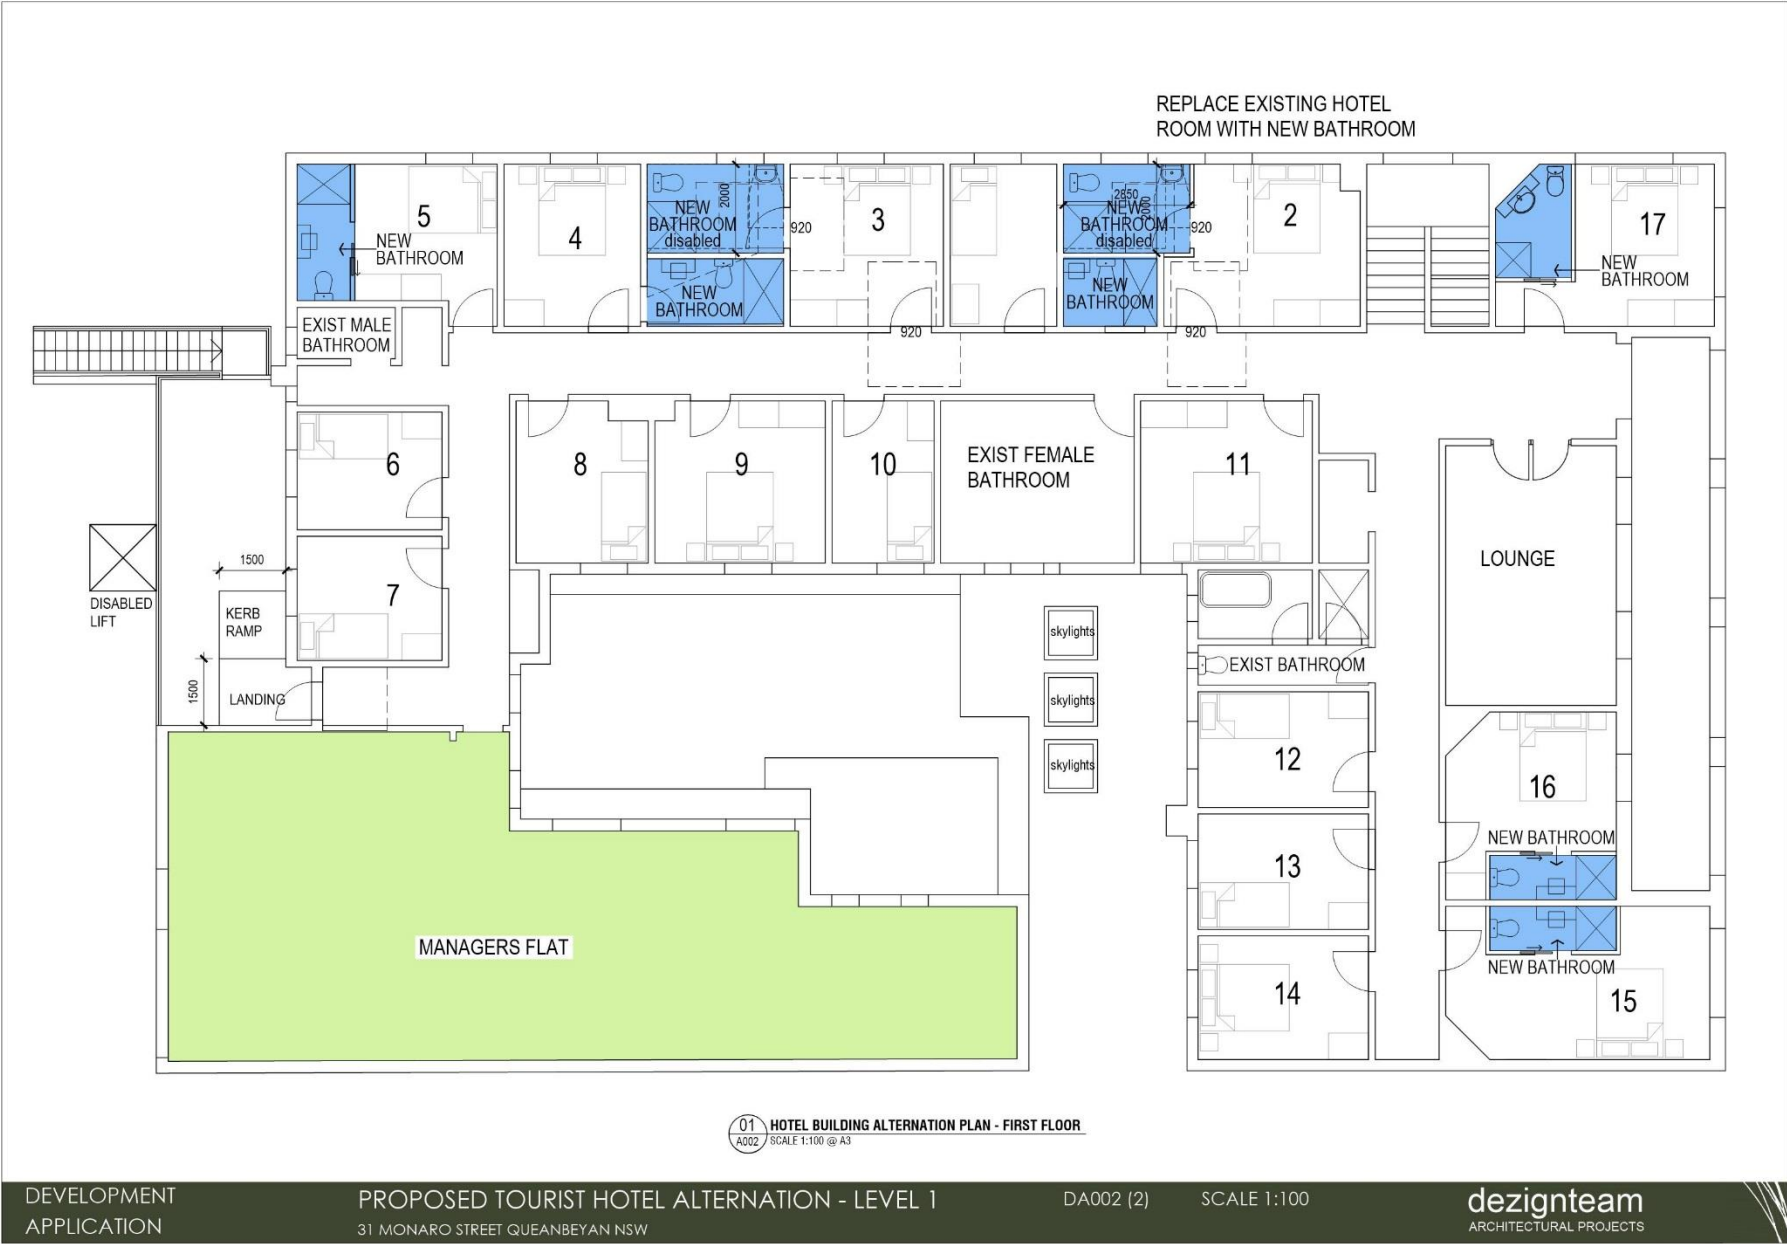 REPLACE EXISTING HOTEL
ROOM WITH NEW BATHROOM
5
NEW
BATHROOM
4
2000
NEW
BATHROOM
disabled
920
NEW
BATHROOM
3
920
2850
2000
NEW
BATHROOM
disabled
920
NEW
BATHROOM
2
920
17
NEW
BATHROOM
EXIST MALE
BATHROOM
6
8
9
10
EXIST FEMALE
BATHROOM
11
LOUNGE
DISABLED
LIFT
1500
KERB
RAMP
7
1500
LANDING
skylights
skylights
skylights
EXIST BATHROOM
12
13
14
16
NEW BATHROOM
NEW BATHROOM
15
MANAGERS FLAT
01
A002
HOTEL BUILDING ALTERNATION PLAN - FIRST FLOOR
SCALE 1:100 @ A3
DEVELOPMENT
APPLICATION
PROPOSED TOURIST HOTEL ALTERNATION - LEVEL 1
31 MONARO STREET QUEANBEYAN NSW
DA002 (2)
SCALE 1:100
dezignteam
ARCHITECTURAL PROJECTS